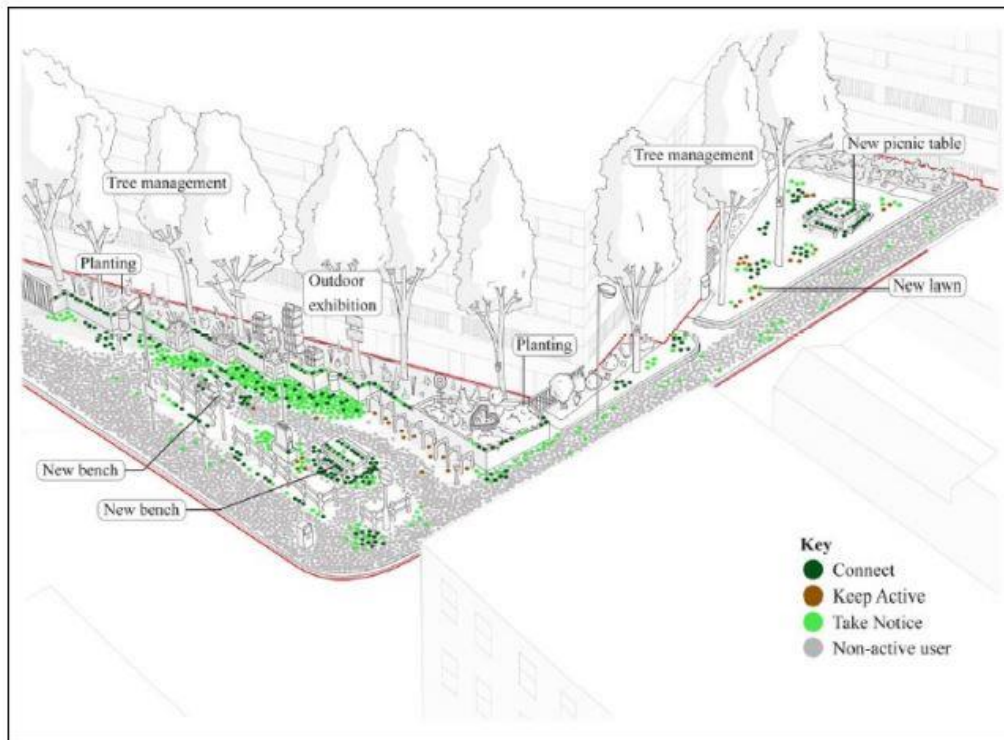 New picnic table
Tree management
Tree management
Planting
Outdoor
exhibition
New lawn
Planting
New bench
New bench
Key
Connect
Keep Active
Take Notice
Non-active user